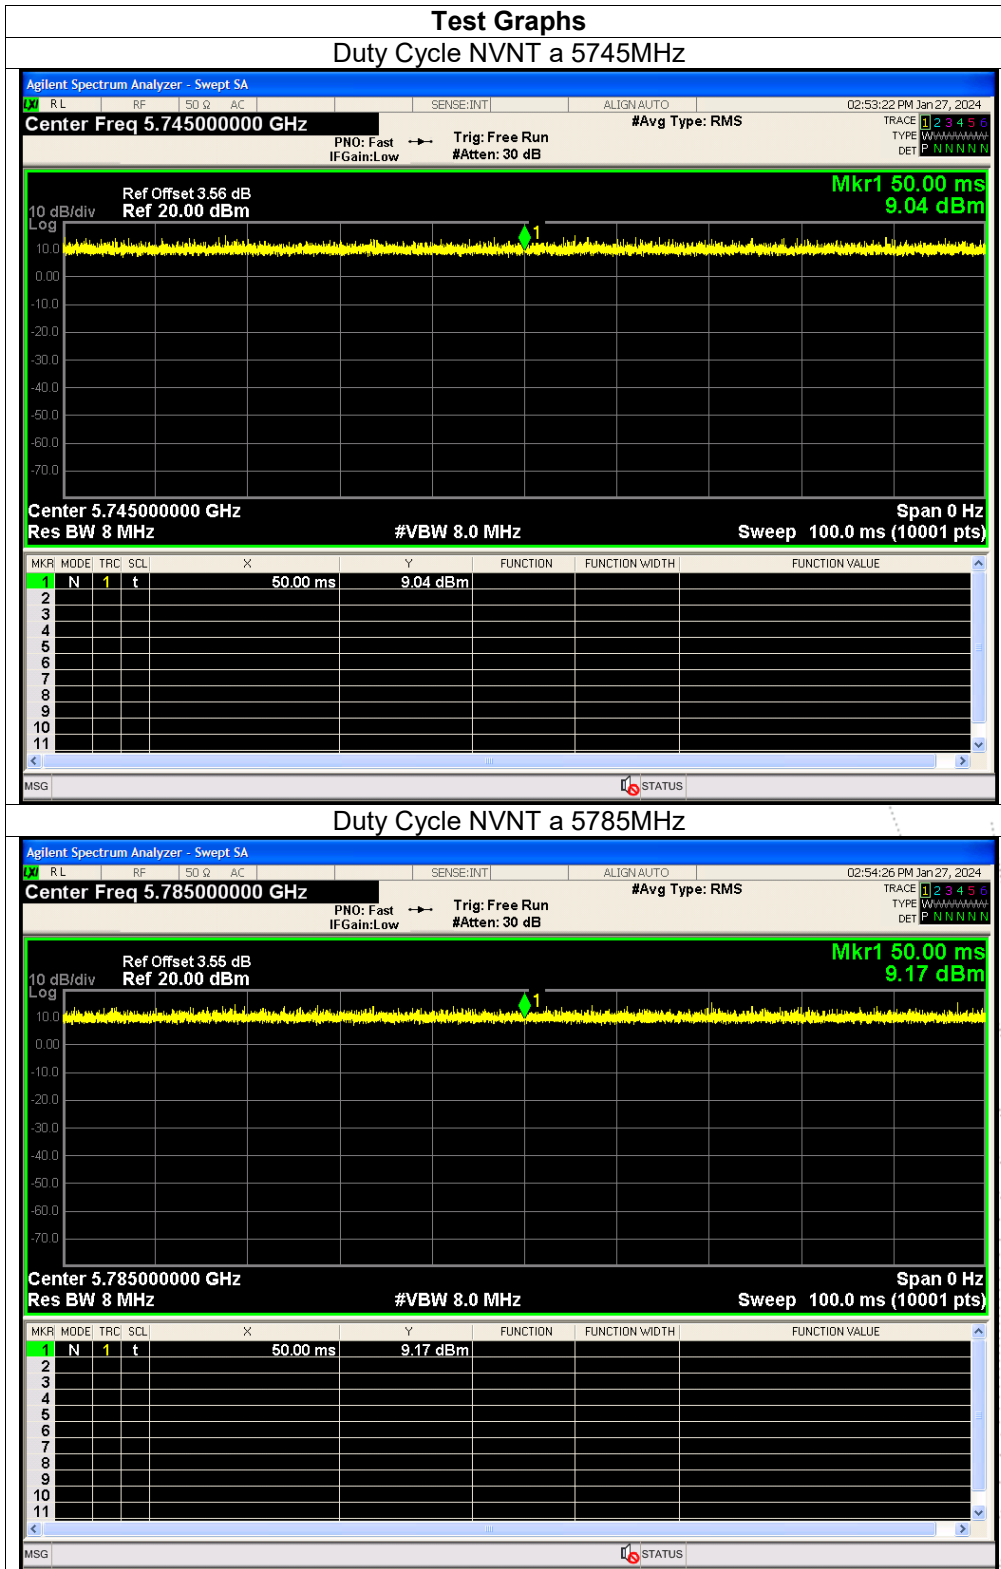 Test Graphs
Duty Cycle NVNT a 5745MHz
Agilent Spectrum Analyzer - Swept SA
LXI RL RF 50 Ω AC SENSE:INT ALIGN AUTO 02:53:22 PM Jan 27, 2024
Center Freq 5.745000000 GHz #Avg Type: RMS TRACE 1 2 3 4 5 6
PNO: Fast Trig: Free Run TYPE WWWWWW
IFGain:Low #Atten: 30 dB DET P N N N N N
Mkr1 50.00 ms
Ref Offset 3.56 dB
10 dB/div Ref 20.00 dBm 9.04 dBm
Log
1
10.0
0.00
-10.0
-20.0
-30.0
-40.0
-50.0
-60.0
-70.0
Center 5.745000000 GHz Span 0 Hz
Res BW 8 MHz #VBW 8.0 MHz Sweep 100.0 ms (10001 pts)
MKR MODE TRC SCL X Y FUNCTION FUNCTION WIDTH FUNCTION VALUE
1 N 1 t 50.00 ms 9.04 dBm
2
3
4
5
6
7
8
9
10
11
MSG STATUS
Duty Cycle NVNT a 5785MHz
Agilent Spectrum Analyzer - Swept SA
LXI RL RF 50 Ω AC SENSE:INT ALIGN AUTO 02:54:26 PM Jan 27, 2024
Center Freq 5.785000000 GHz #Avg Type: RMS TRACE 1 2 3 4 5 6
PNO: Fast Trig: Free Run TYPE WWWWWW
IFGain:Low #Atten: 30 dB DET P N N N N N
Mkr1 50.00 ms
Ref Offset 3.55 dB
10 dB/div Ref 20.00 dBm 9.17 dBm
Log
1
10.0
0.00
-10.0
-20.0
-30.0
-40.0
-50.0
-60.0
-70.0
Center 5.785000000 GHz Span 0 Hz
Res BW 8 MHz #VBW 8.0 MHz Sweep 100.0 ms (10001 pts)
MKR MODE TRC SCL X Y FUNCTION FUNCTION WIDTH FUNCTION VALUE
1 N 1 t 50.00 ms 9.17 dBm
2
3
4
5
6
7
8
9
10
11
MSG STATUS